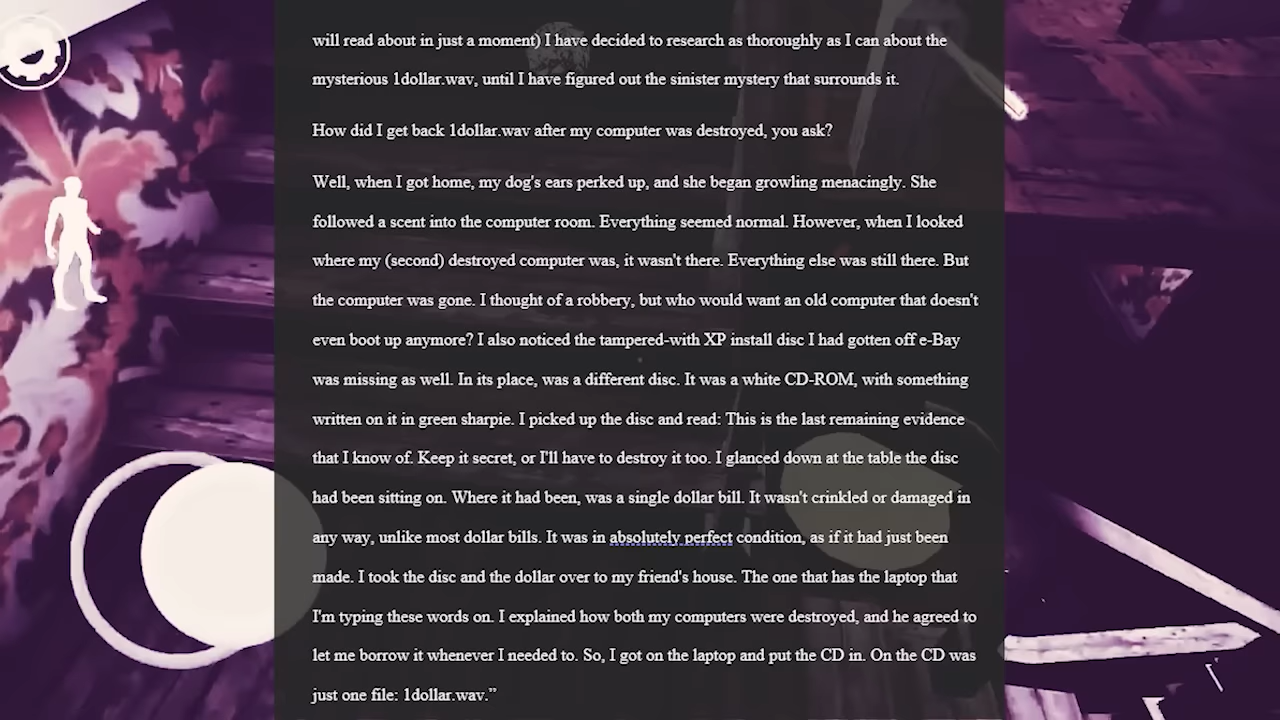 will read about in just a moment) I have decided to research as thoroughly as I can about the
mysterious 1dollar.wav, until I have figured out the sinister mystery that surrounds it.
How did I get back 1dollar.wav after my computer was destroyed, you ask?
Well, when I got home, my dog's ears perked up, and she began growling menacingly. She
followed a scent into the computer room. Everything seemed normal. However, when I looked
where my (second) destroyed computer was, it wasn't there. Everything else was still there. But
the computer was gone. I thought of a robbery, but who would want an old computer that doesn't
even boot up anymore? I also noticed the tampered-with XP install disc I had gotten off e-Bay
was missing as well. In its place, was a different disc. It was a white CD-ROM, with something
written on it in green sharpie. I picked up the disc and read: This is the last remaining evidence
that I know of. Keep it secret, or I'll have to destroy it too. I glanced down at the table the disc
had been sitting on. Where it had been, was a single dollar bill. It wasn't crinkled or damaged in
any way, unlike most dollar bills. It was in absolutely perfect condition, as if it had just been
made. I took the disc and the dollar over to my friend's house. The one that has the laptop that
I'm typing these words on. I explained how both my computers were destroyed, and he agreed to
let me borrow it whenever I needed to. So, I got on the laptop and put the CD in. On the CD was
just one file: 1dollar.wav.”